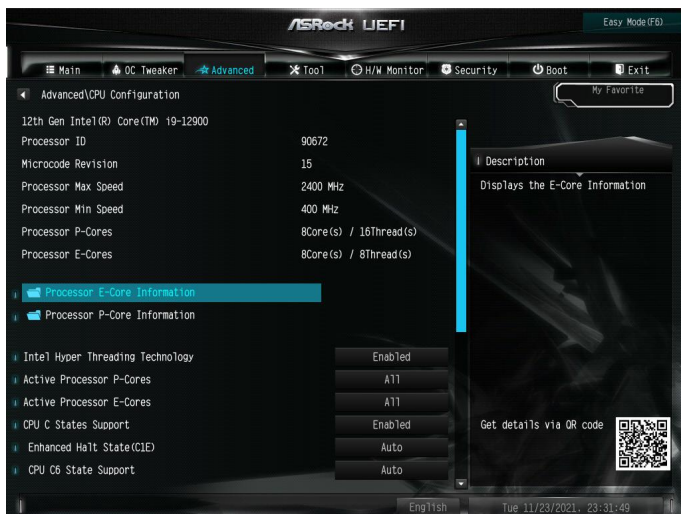 ASRock UEFI
Easy Mode(F6)
Main OC Tweaker Advanced Tool H/W Monitor Security Boot Exit
Advanced\CPU Configuration
My Favorite
12th Gen Intel(R) Core(TM) i9-12900
Processor ID 90672
Microcode Revision 15
Processor Max Speed 2400 MHz
Processor Min Speed 400 MHz
Processor P-Cores 8Core(s) / 16Thread(s)
Processor E-Cores 8Core(s) / 8Thread(s)
Processor E-Core Information
Processor P-Core Information
Intel Hyper Threading Technology Enabled
Active Processor P-Cores All
Active Processor E-Cores All
CPU C States Support Enabled
Enhanced Halt State(C1E) Auto
CPU C6 State Support Auto
Description
Displays the E-Core Information
Get details via QR code
English
Tue 11/23/2021, 23:31:49